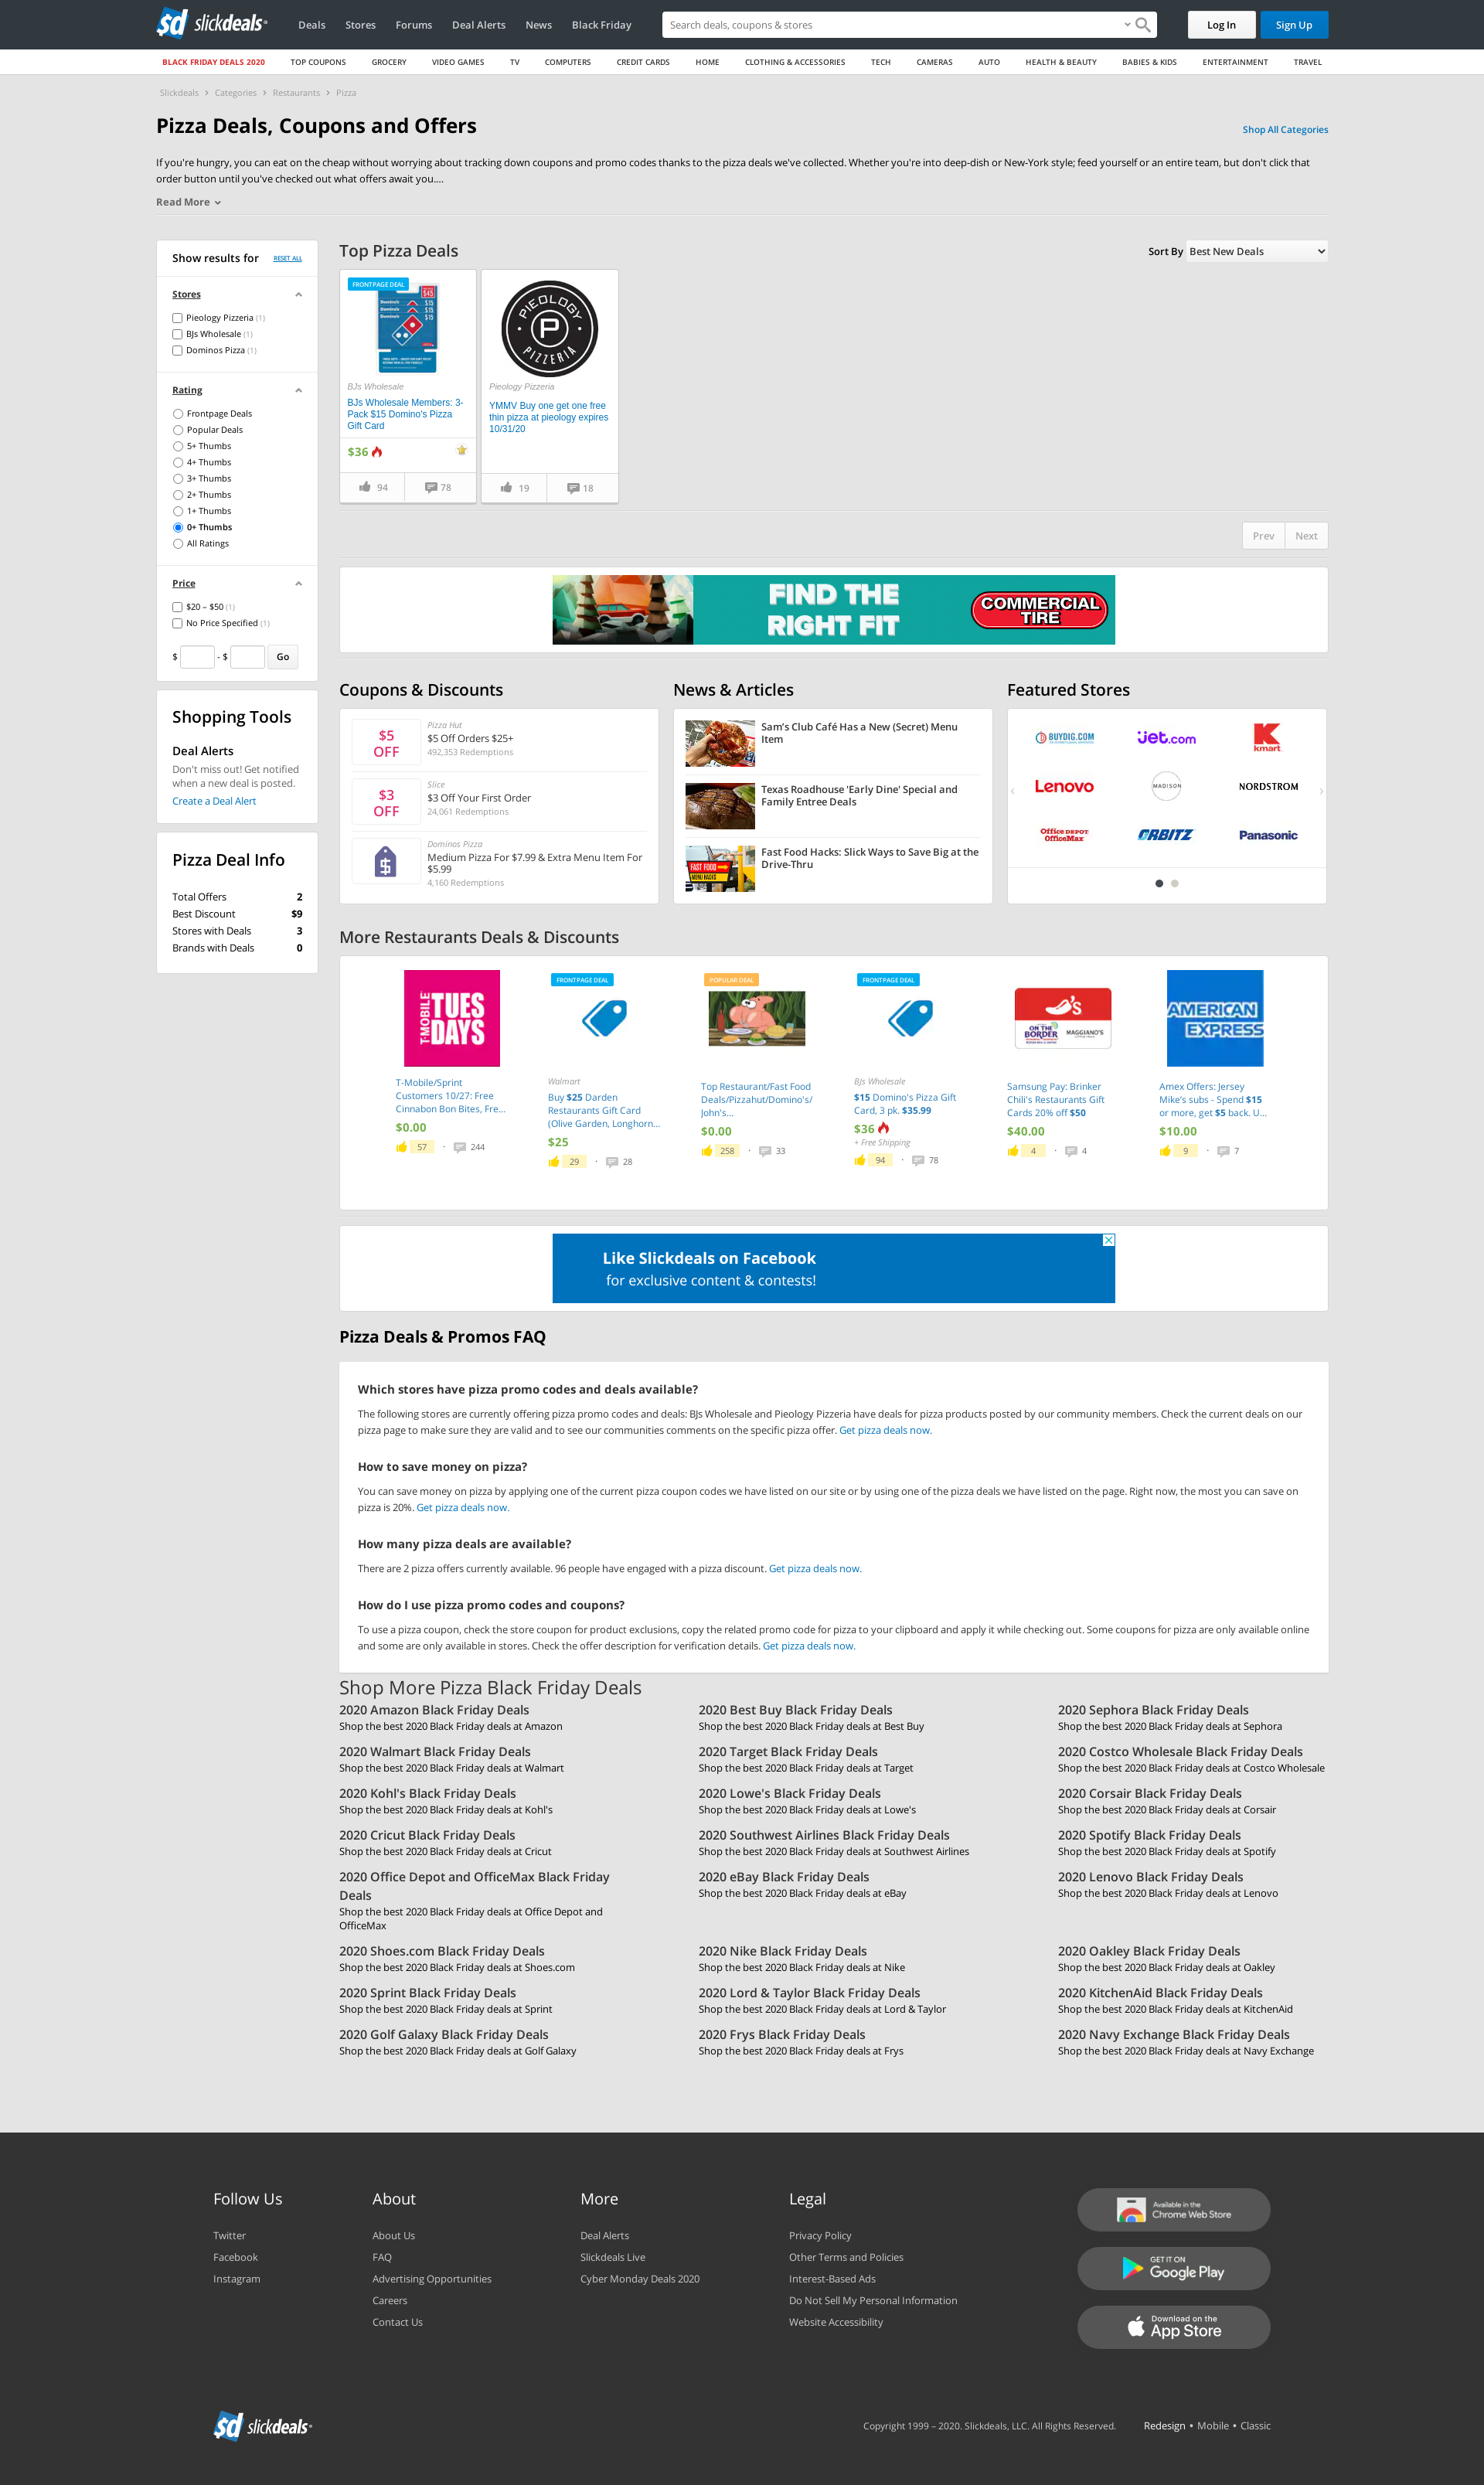 slickdeals
Deals Stores Forums Deal Alerts News Black Friday
Search deals, coupons & stores
Log In
Sign Up
BLACK FRIDAY DEALS 2020 TOP COUPONS GROCERY VIDEO GAMES TV COMPUTERS CREDIT CARDS HOME CLOTHING & ACCESSORIES TECH CAMERAS AUTO HEALTH & BEAUTY BABIES & KIDS ENTERTAINMENT TRAVEL
Slickdeals › Categories › Restaurants › Pizza
Pizza Deals, Coupons and Offers
Shop All Categories
If you're hungry, you can eat on the cheap without worrying about tracking down coupons and promo codes thanks to the pizza deals we've collected. Whether you're into deep-dish or New-York style; feed yourself or an entire team, but don't click that
order button until you've checked out what offers await you....
Read More
Show results for RESET ALL
Stores
Pieology Pizzeria (1)
BJs Wholesale (1)
Dominos Pizza (1)
Rating
Frontpage Deals
Popular Deals
5+ Thumbs
4+ Thumbs
3+ Thumbs
2+ Thumbs
1+ Thumbs
0+ Thumbs
All Ratings
Price
$20 – $50 (1)
No Price Specified (1)
$ - $ Go
Shopping Tools
Deal Alerts
Don't miss out! Get notified
when a new deal is posted.
Create a Deal Alert
Pizza Deal Info
Total Offers 2
Best Discount $9
Stores with Deals 3
Brands with Deals 0
Top Pizza Deals
Sort By Best New Deals
FRONTPAGE DEAL
$45
Domino's $15
Domino's $15
Domino's $15
BJs Wholesale
BJs Wholesale Members: 3-
Pack $15 Domino's Pizza
Gift Card
$36
94 78
PIEOLOGY
P
PIZZERIA
Pieology Pizzeria
YMMV Buy one get one free
thin pizza at pieology expires
10/31/20
19 18
Prev Next
FIND THE
RIGHT FIT
COMMERCIAL
TIRE
Coupons & Discounts
$5
OFF
Pizza Hut
$5 Off Orders $25+
492,353 Redemptions
$3
OFF
Slice
$3 Off Your First Order
24,061 Redemptions
Dominos Pizza
Medium Pizza For $7.99 & Extra Menu Item For
$5.99
4,160 Redemptions
News & Articles
Sam's Club Café Has a New (Secret) Menu
Item
Texas Roadhouse 'Early Dine' Special and
Family Entree Deals
FAST FOOD
MENU HACKS
Fast Food Hacks: Slick Ways to Save Big at the
Drive-Thru
Featured Stores
BUYDIG.COM
jet.com
kmart
Lenovo
MADISON
NORDSTROM
Office DEPOT
OfficeMax
ORBITZ
Panasonic
More Restaurants Deals & Discounts
T-MOBILE TUES
DAYS
T-Mobile/Sprint
Customers 10/27: Free
Cinnabon Bon Bites, Fre...
$0.00
57 · 244
FRONTPAGE DEAL
Walmart
Buy $25 Darden
Restaurants Gift Card
(Olive Garden, Longhorn...
$25
29 · 28
POPULAR DEAL
Top Restaurant/Fast Food
Deals/Pizzahut/Domino's/
John's...
$0.00
258 · 33
FRONTPAGE DEAL
BJs Wholesale
$15 Domino's Pizza Gift
Card, 3 pk. $35.99
$36
+ Free Shipping
94 · 78
ON THE
BORDER
MAGGIANO'S
Samsung Pay: Brinker
Chili's Restaurants Gift
Cards 20% off $50
$40.00
4 · 4
AMERICAN
EXPRESS
Amex Offers: Jersey
Mike's subs - Spend $15
or more, get $5 back. U...
$10.00
9 · 7
Like Slickdeals on Facebook
for exclusive content & contests!
Pizza Deals & Promos FAQ
Which stores have pizza promo codes and deals available?
The following stores are currently offering pizza promo codes and deals: BJs Wholesale and Pieology Pizzeria have deals for pizza products posted by our community members. Check the current deals on our
pizza page to make sure they are valid and to see our communities comments on the specific pizza offer. Get pizza deals now.
How to save money on pizza?
You can save money on pizza by applying one of the current pizza coupon codes we have listed on our site or by using one of the pizza deals we have listed on the page. Right now, the most you can save on
pizza is 20%. Get pizza deals now.
How many pizza deals are available?
There are 2 pizza offers currently available. 96 people have engaged with a pizza discount. Get pizza deals now.
How do I use pizza promo codes and coupons?
To use a pizza coupon, check the store coupon for product exclusions, copy the related promo code for pizza to your clipboard and apply it while checking out. Some coupons for pizza are only available online
and some are only available in stores. Check the offer description for verification details. Get pizza deals now.
Shop More Pizza Black Friday Deals
2020 Amazon Black Friday Deals
Shop the best 2020 Black Friday deals at Amazon
2020 Best Buy Black Friday Deals
Shop the best 2020 Black Friday deals at Best Buy
2020 Sephora Black Friday Deals
Shop the best 2020 Black Friday deals at Sephora
2020 Walmart Black Friday Deals
Shop the best 2020 Black Friday deals at Walmart
2020 Target Black Friday Deals
Shop the best 2020 Black Friday deals at Target
2020 Costco Wholesale Black Friday Deals
Shop the best 2020 Black Friday deals at Costco Wholesale
2020 Kohl's Black Friday Deals
Shop the best 2020 Black Friday deals at Kohl's
2020 Lowe's Black Friday Deals
Shop the best 2020 Black Friday deals at Lowe's
2020 Corsair Black Friday Deals
Shop the best 2020 Black Friday deals at Corsair
2020 Cricut Black Friday Deals
Shop the best 2020 Black Friday deals at Cricut
2020 Southwest Airlines Black Friday Deals
Shop the best 2020 Black Friday deals at Southwest Airlines
2020 Spotify Black Friday Deals
Shop the best 2020 Black Friday deals at Spotify
2020 Office Depot and OfficeMax Black Friday
Deals
Shop the best 2020 Black Friday deals at Office Depot and
OfficeMax
2020 eBay Black Friday Deals
Shop the best 2020 Black Friday deals at eBay
2020 Lenovo Black Friday Deals
Shop the best 2020 Black Friday deals at Lenovo
2020 Shoes.com Black Friday Deals
Shop the best 2020 Black Friday deals at Shoes.com
2020 Nike Black Friday Deals
Shop the best 2020 Black Friday deals at Nike
2020 Oakley Black Friday Deals
Shop the best 2020 Black Friday deals at Oakley
2020 Sprint Black Friday Deals
Shop the best 2020 Black Friday deals at Sprint
2020 Lord & Taylor Black Friday Deals
Shop the best 2020 Black Friday deals at Lord & Taylor
2020 KitchenAid Black Friday Deals
Shop the best 2020 Black Friday deals at KitchenAid
2020 Golf Galaxy Black Friday Deals
Shop the best 2020 Black Friday deals at Golf Galaxy
2020 Frys Black Friday Deals
Shop the best 2020 Black Friday deals at Frys
2020 Navy Exchange Black Friday Deals
Shop the best 2020 Black Friday deals at Navy Exchange
Follow Us
Twitter
Facebook
Instagram
About
About Us
FAQ
Advertising Opportunities
Careers
Contact Us
More
Deal Alerts
Slickdeals Live
Cyber Monday Deals 2020
Legal
Privacy Policy
Other Terms and Policies
Interest-Based Ads
Do Not Sell My Personal Information
Website Accessibility
Available in the
Chrome Web Store
GET IT ON
Google Play
Download on the
App Store
slickdeals
Copyright 1999 – 2020. Slickdeals, LLC. All Rights Reserved.
Redesign • Mobile • Classic